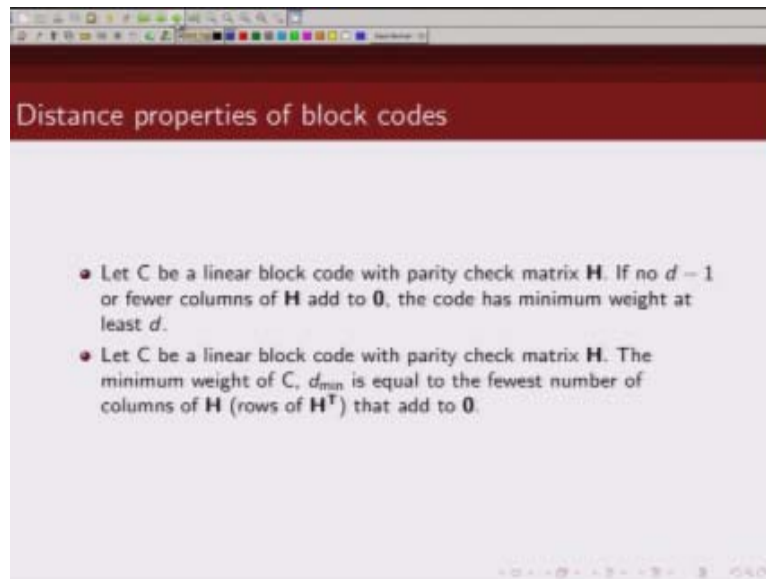 Distance properties of block codes
Let C be a linear block code with parity check matrix H. If no d − 1
or fewer columns of H add to 0, the code has minimum weight at
least d.
Let C be a linear block code with parity check matrix H. The
minimum weight of C, dmin is equal to the fewest number of
columns of H (rows of Hᵀ) that add to 0.